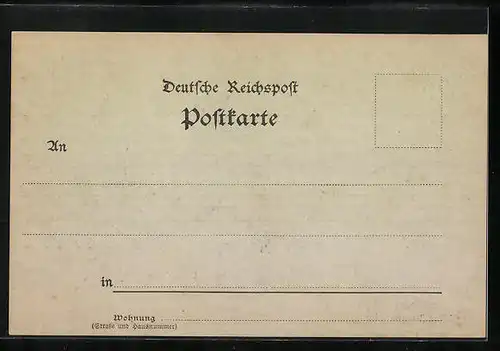 Deutsche Reichspost
Postkarte
An
in
Wohnung
(Straße und Hausnummer)